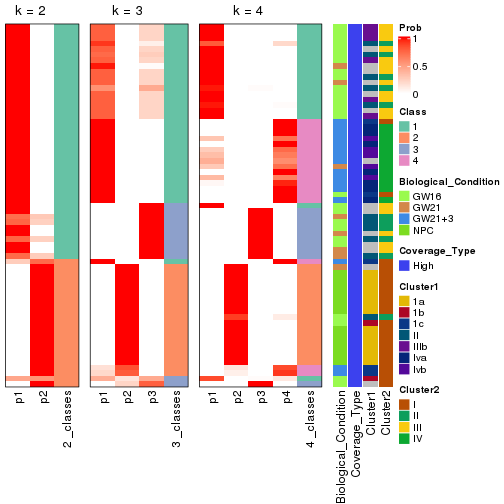 k = 2
k = 3
k = 4
p1
p2
2_classes
p1
p2
p3
3_classes
p1
p2
p3
p4
4_classes
Biological_Condition
Coverage_Type
Cluster1
Cluster2
Prob
1
0.5
0
Class
1
2
3
4
Biological_Condition
GW16
GW21
GW21+3
NPC
Coverage_Type
High
Cluster1
1a
1b
1c
II
IIIb
Iva
Ivb
Cluster2
I
II
III
IV